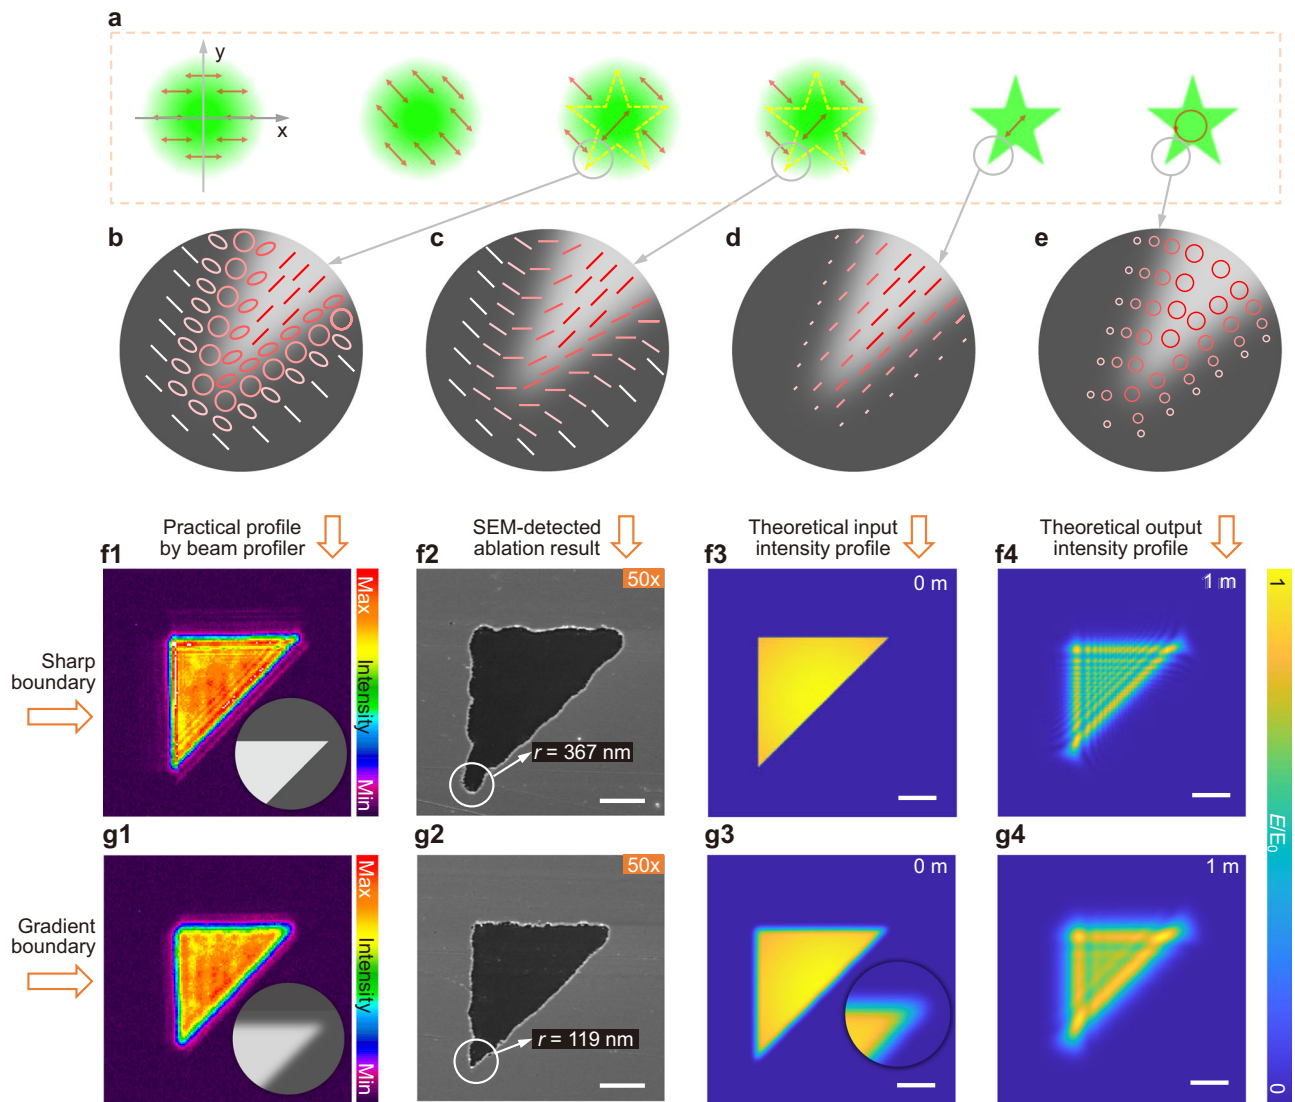 a
y
x
b
c
d
e
Practical profile
by beam profiler
SEM-detected
ablation result
Theoretical input
intensity profile
Theoretical output
intensity profile
f1
f2
f3
f4
Max
Intensity
Min
50x
0 m
1 m
Sharp
boundary
r = 367 nm
g1
g2
g3
g4
Max
Intensity
Min
50x
0 m
1 m
Gradient
boundary
r = 119 nm
1
E/E0
0